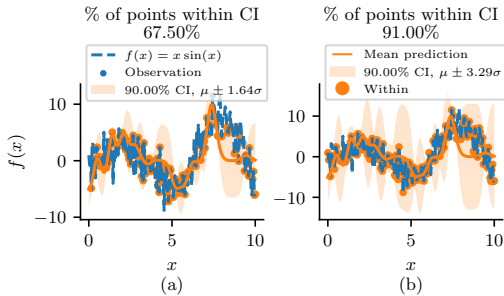 % of points within CI
67.50%
f(x) = x sin(x)
Observation
90.00% CI, μ ± 1.64σ
10
0
−10
f(x)
0
5
10
x
(a)
% of points within CI
91.00%
Mean prediction
90.00% CI, μ ± 3.29σ
Within
10
0
−10
0
5
10
x
(b)